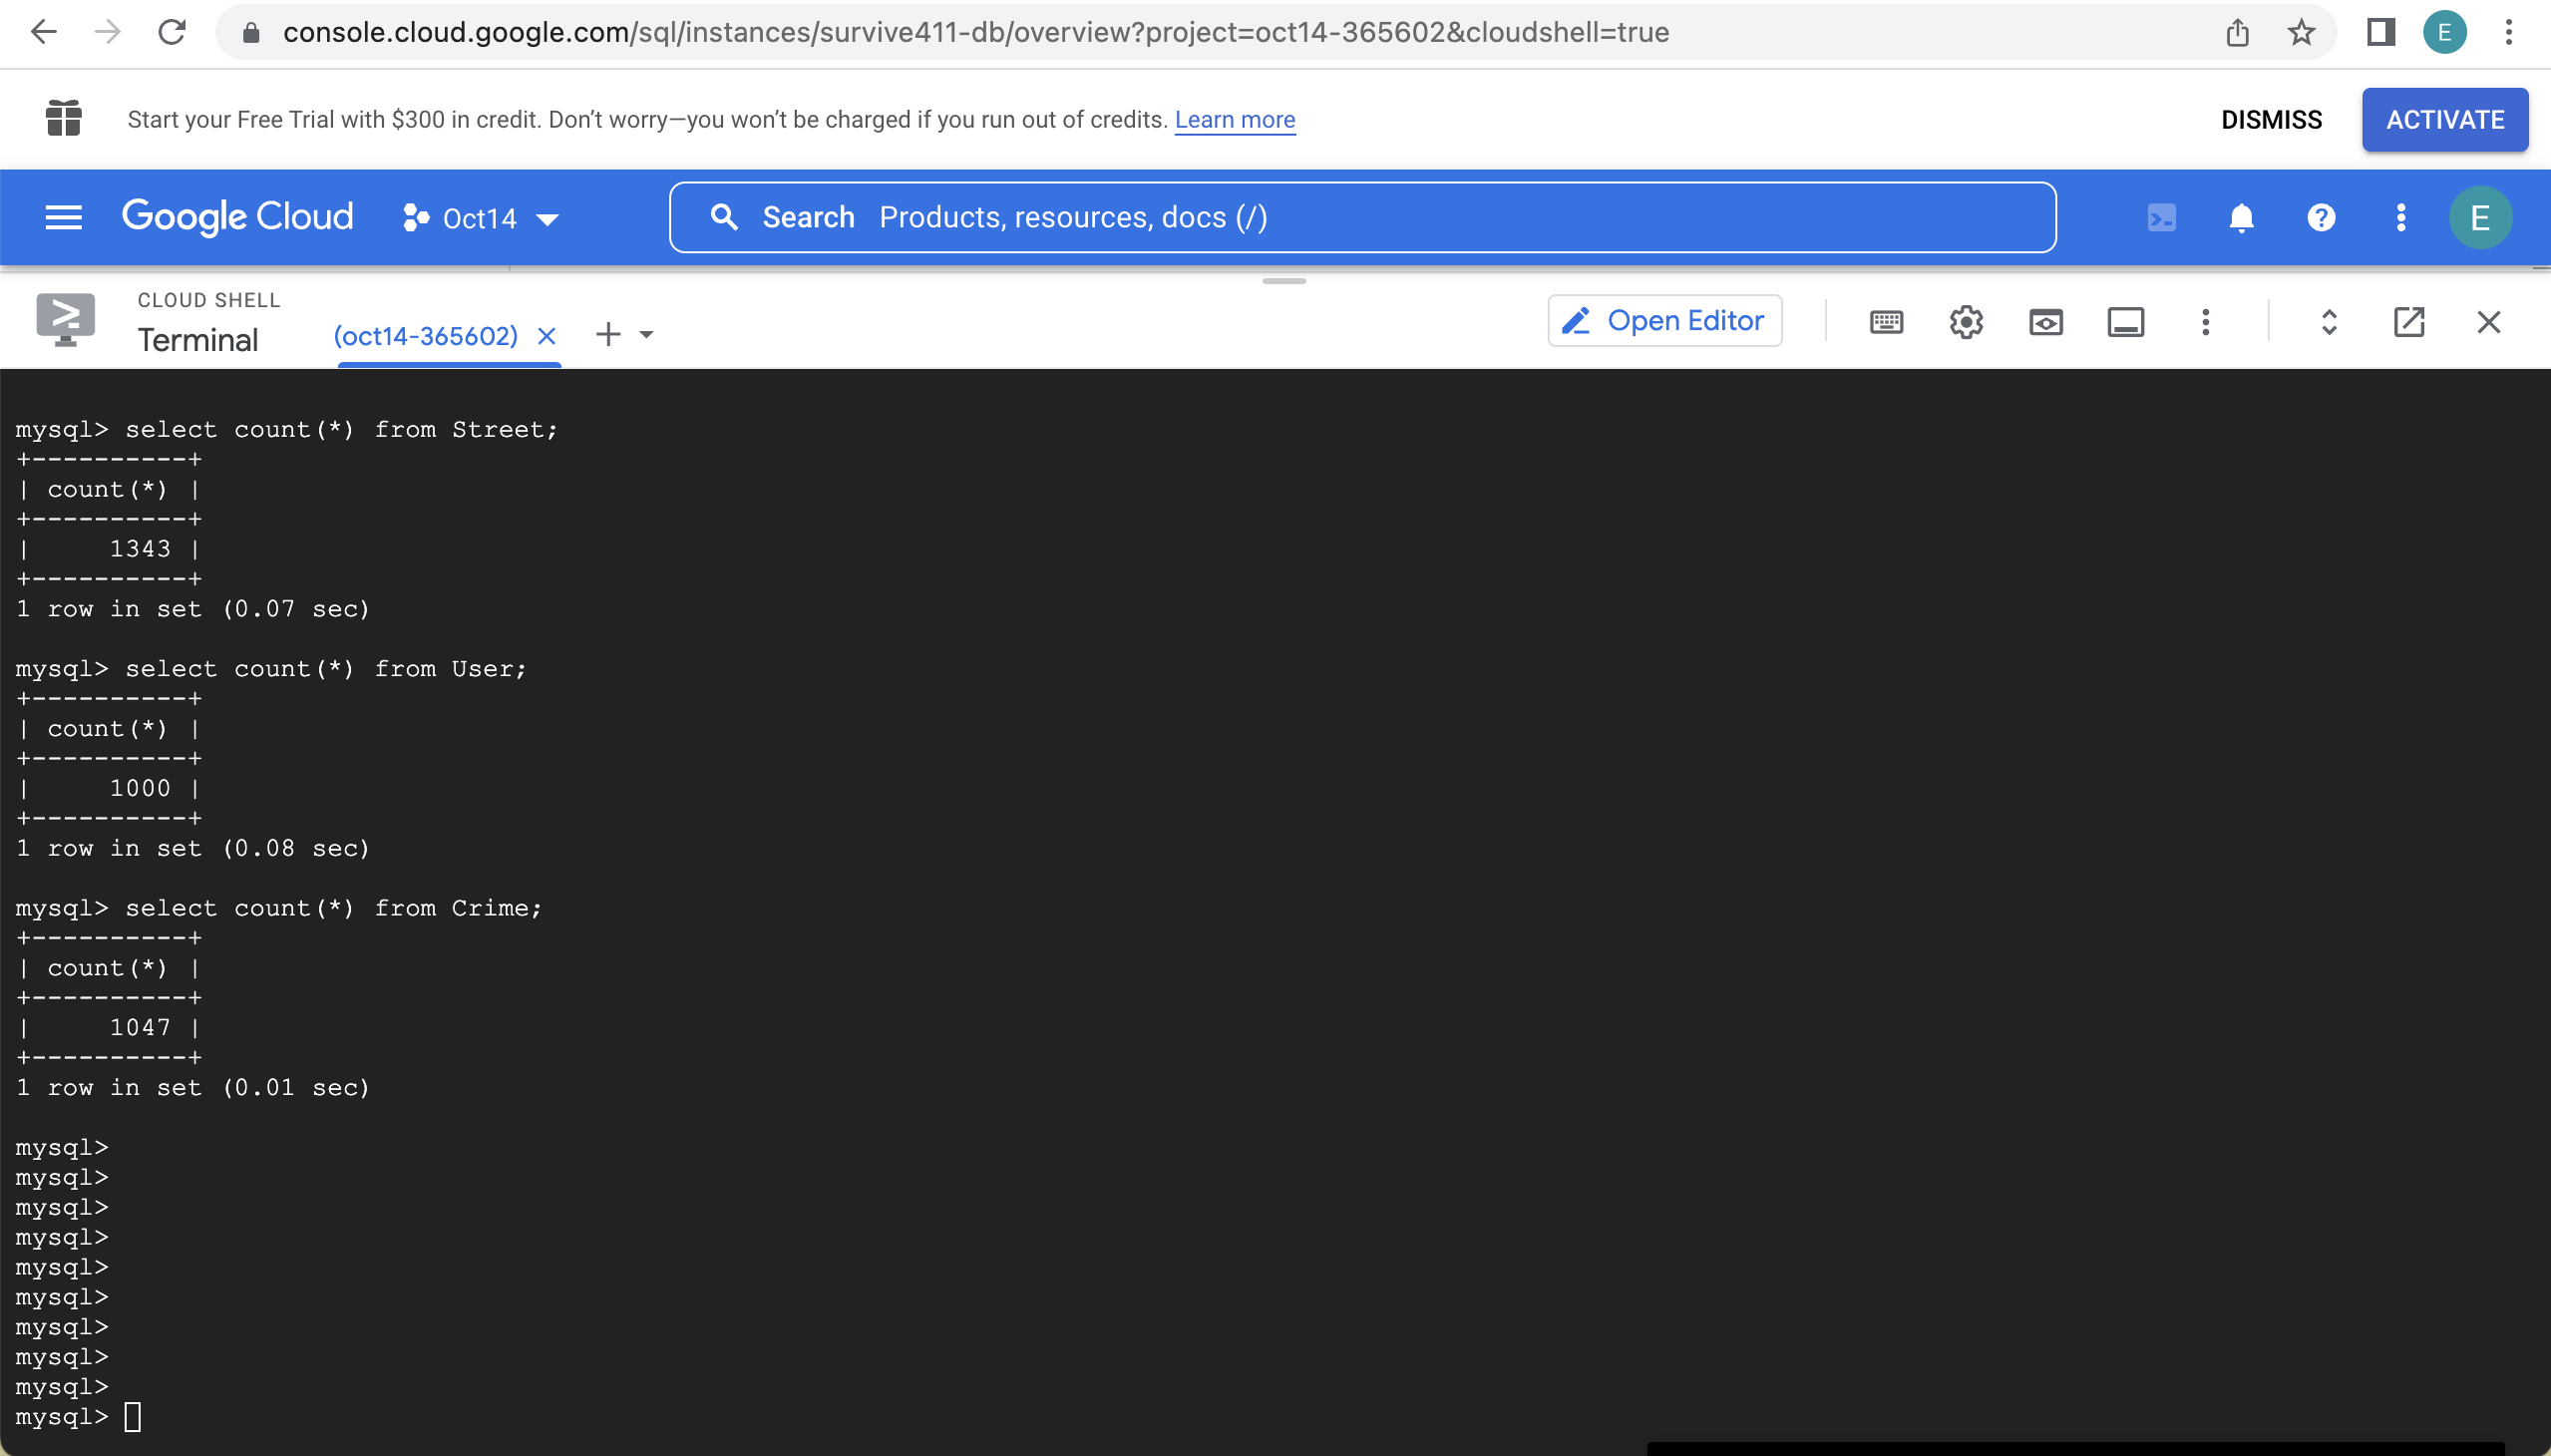 console.cloud.google.com/sql/instances/survive411-db/overview?project=oct14-365602&cloudshell=true
E
Start your Free Trial with $300 in credit. Don’t worry—you won’t be charged if you run out of credits. Learn more
DISMISS
ACTIVATE
Google Cloud
Oct14
Search Products, resources, docs (/)
E
CLOUD SHELL
Terminal
(oct14-365602)
Open Editor
mysql> select count(*) from Street;
+----------+
| count(*) |
+----------+
|     1343 |
+----------+
1 row in set (0.07 sec)
mysql> select count(*) from User;
+----------+
| count(*) |
+----------+
|     1000 |
+----------+
1 row in set (0.08 sec)
mysql> select count(*) from Crime;
+----------+
| count(*) |
+----------+
|     1047 |
+----------+
1 row in set (0.01 sec)
mysql>
mysql>
mysql>
mysql>
mysql>
mysql>
mysql>
mysql>
mysql>
mysql>